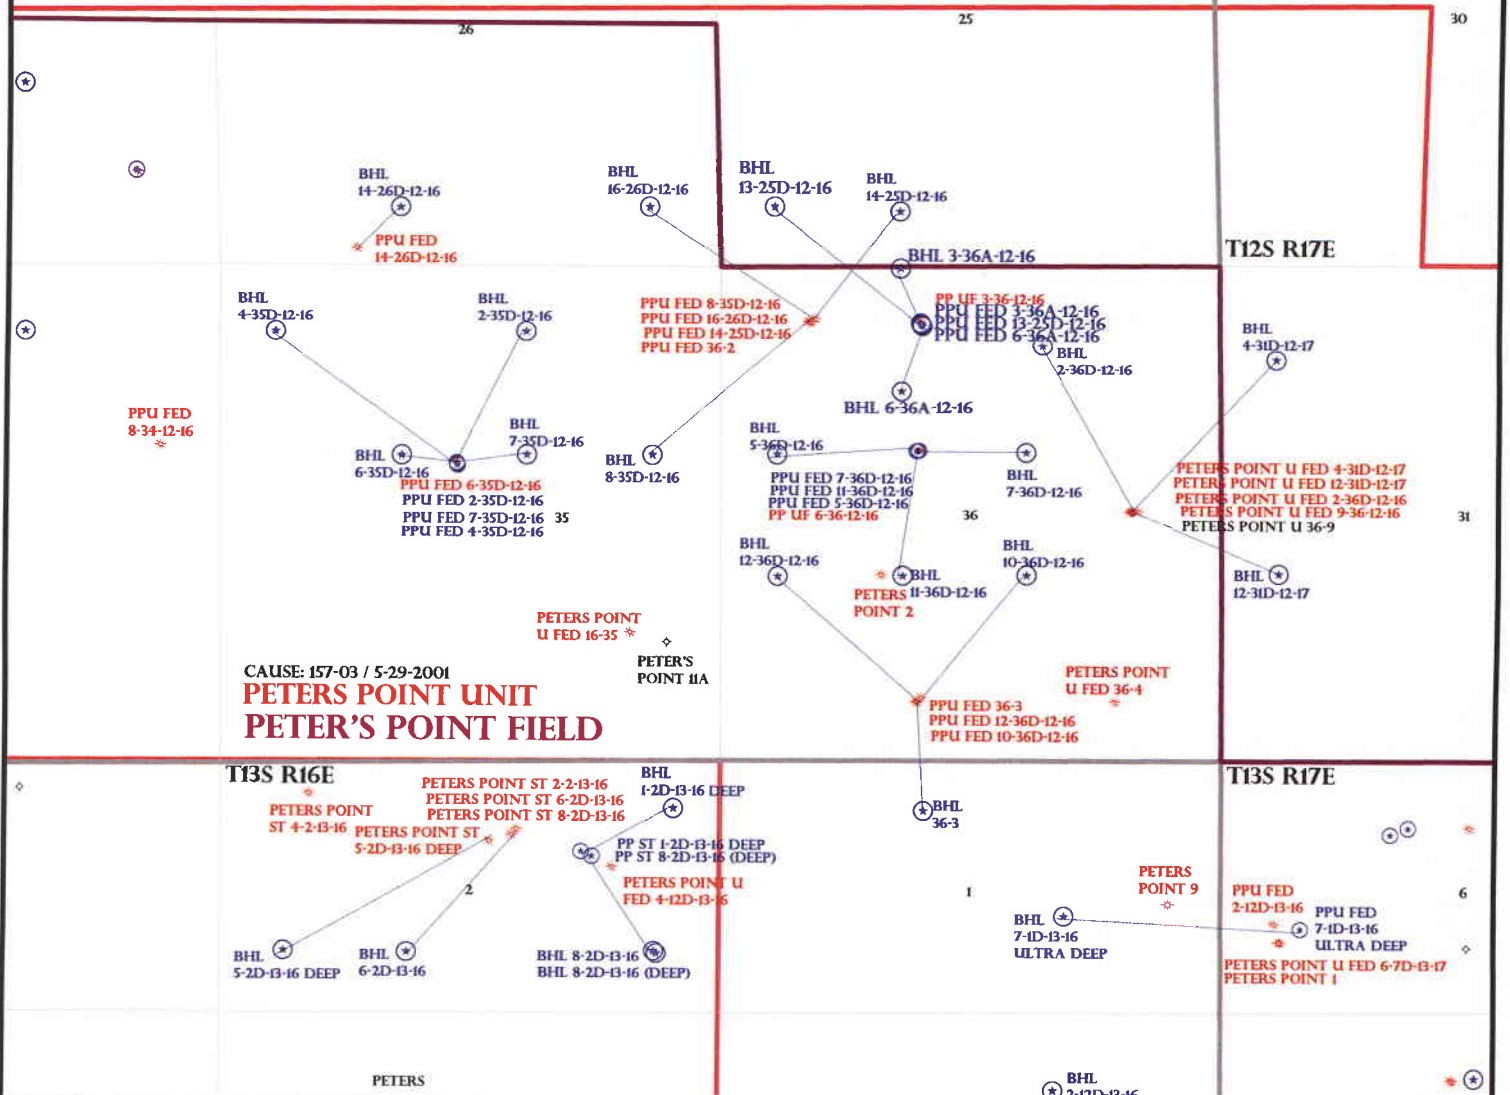 26
25
30
BHL
14-26D-12-16
PPU FED
14-26D-12-16
BHL
16-26D-12-16
BHL
13-25D-12-16
BHL
14-25D-12-16
BHL 3-36A-12-16
T12S R17E
BHL
4-35D-12-16
BHL
2-35D-12-16
PPU FED 8-35D-12-16
PPU FED 16-26D-12-16
PPU FED 14-25D-12-16
PPU FED 36-2
PP UF 3-36-12-16
PPU FED 3-36A-12-16
PPU FED 13-25D-12-16
PPU FED 6-36A-12-16
BHL
2-36D-12-16
BHL
4-31D-12-17
BHL 6-36A-12-16
PPU FED
8-34-12-16
BHL
6-35D-12-16
BHL
7-35D-12-16
PPU FED 6-35D-12-16
PPU FED 2-35D-12-16
PPU FED 7-35D-12-16
PPU FED 4-35D-12-16
35
BHL
8-35D-12-16
BHL
5-36D-12-16
PPU FED 7-36D-12-16
PPU FED 11-36D-12-16
PPU FED 5-36D-12-16
PP UF 6-36-12-16
BHL
7-36D-12-16
36
PETERS POINT U FED 4-31D-12-17
PETERS POINT U FED 12-31D-12-17
PETERS POINT U FED 2-36D-12-16
PETERS POINT U FED 9-36-12-16
PETERS POINT U 36-9
31
BHL
12-36D-12-16
BHL
11-36D-12-16
PETERS
POINT 2
BHL
10-36D-12-16
BHL
12-31D-12-17
PETERS POINT
U FED 16-35
PETER'S
POINT 11A
PETERS POINT
U FED 36-4
CAUSE: 157-03 / 5-29-2001
PETERS POINT UNIT
PETER'S POINT FIELD
PPU FED 36-3
PPU FED 12-36D-12-16
PPU FED 10-36D-12-16
T13S R16E
T13S R17E
PETERS POINT
ST 4-2-13-16
PETERS POINT ST 2-2-13-16
PETERS POINT ST 6-2D-13-16
PETERS POINT ST 8-2D-13-16
PETERS POINT ST
5-2D-13-16 DEEP
BHL
1-2D-13-16 DEEP
PP ST 1-2D-13-16 DEEP
PP ST 8-2D-13-16 (DEEP)
PETERS POINT U
FED 4-12D-13-16
BHL
36-3
2
1
6
PETERS
POINT 9
PPU FED
2-12D-13-16
PPU FED
7-1D-13-16
ULTRA DEEP
BHL
7-1D-13-16
ULTRA DEEP
PETERS POINT U FED 6-7D-13-17
PETERS POINT 1
BHL
5-2D-13-16 DEEP
BHL
6-2D-13-16
BHL 8-2D-13-16
BHL 8-2D-13-16 (DEEP)
PETERS
BHL
2-12D-13-16